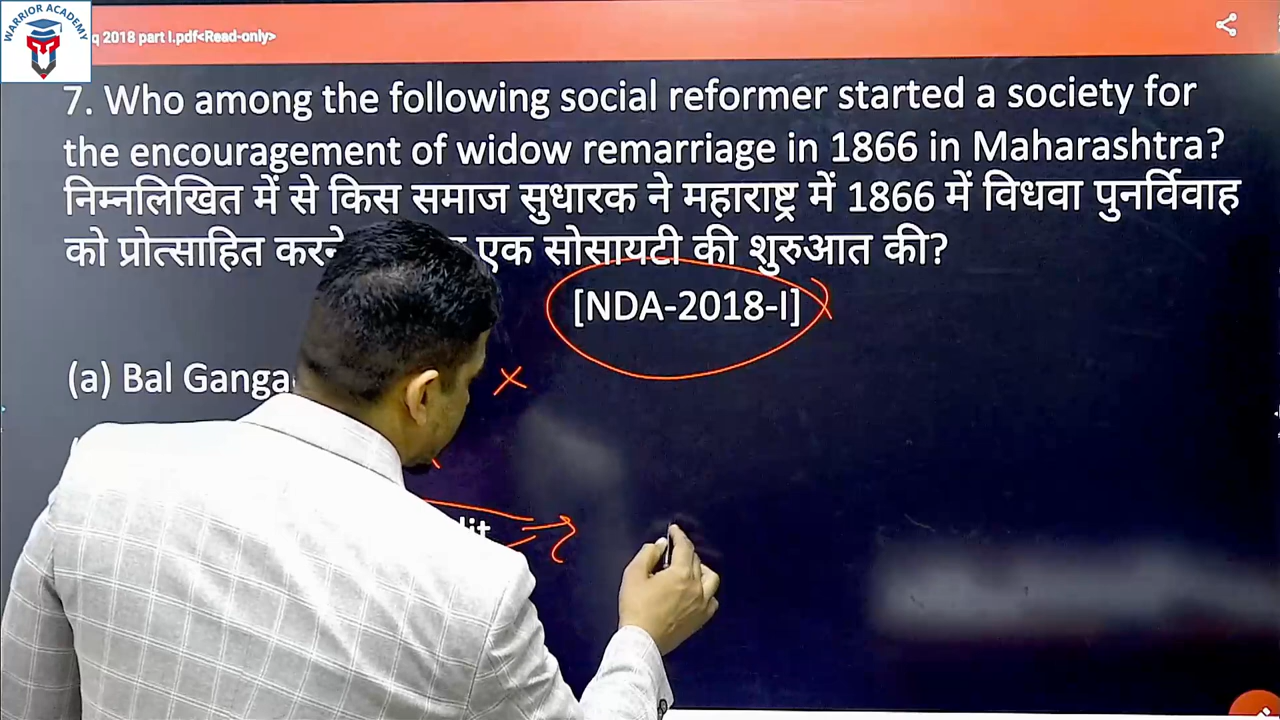 WARRIOR ACADEMY
q 2018 part I.pdf<Read-only>
7. Who among the following social reformer started a society for
the encouragement of widow remarriage in 1866 in Maharashtra?
निम्नलिखित में से किस समाज सुधारक ने महाराष्ट्र में 1866 में विधवा पुनर्विवाह
को प्रोत्साहित एक सोसायटी की शुरुआत की?
[NDA-2018-I]
(a) Bal